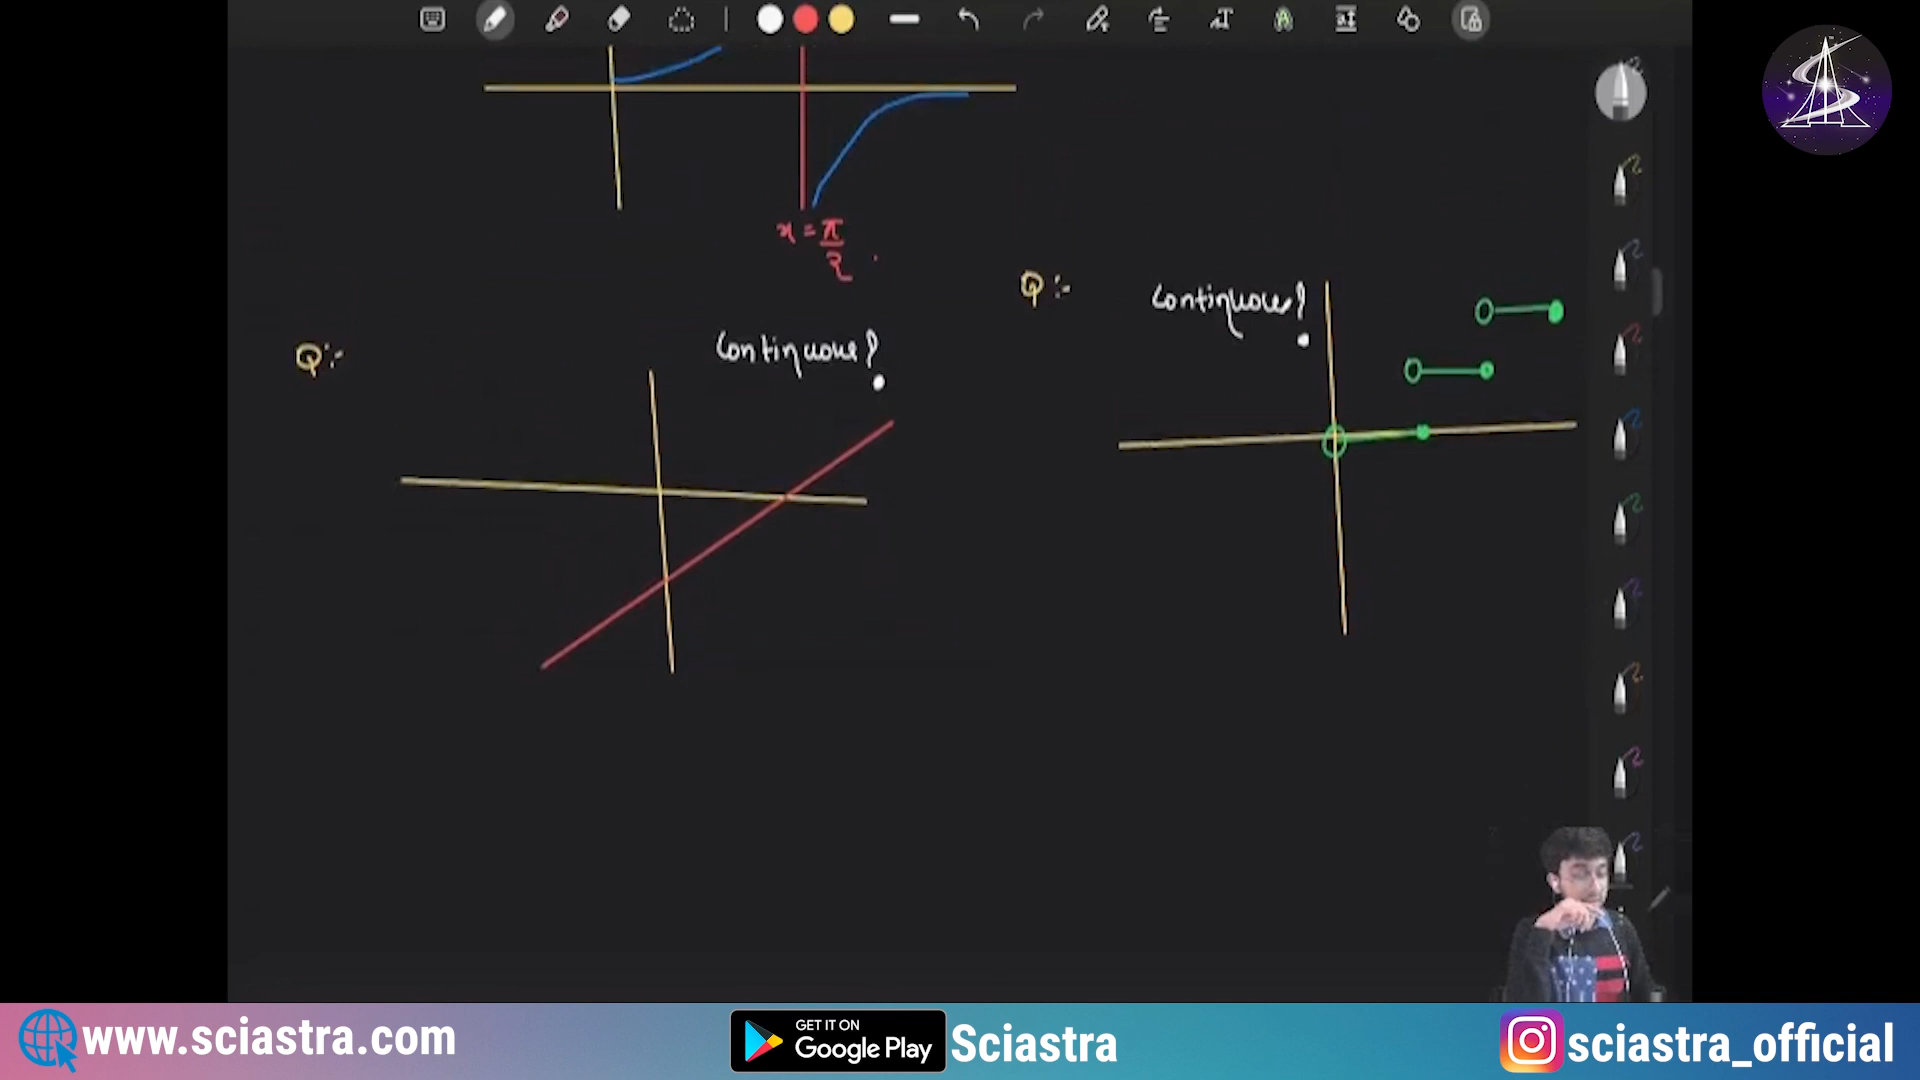 x = π/2 .
Q:-
Continuous?
Q:-
Continuous?
www.sciastra.com
GET IT ON
Google Play
Sciastra
sciastra_official